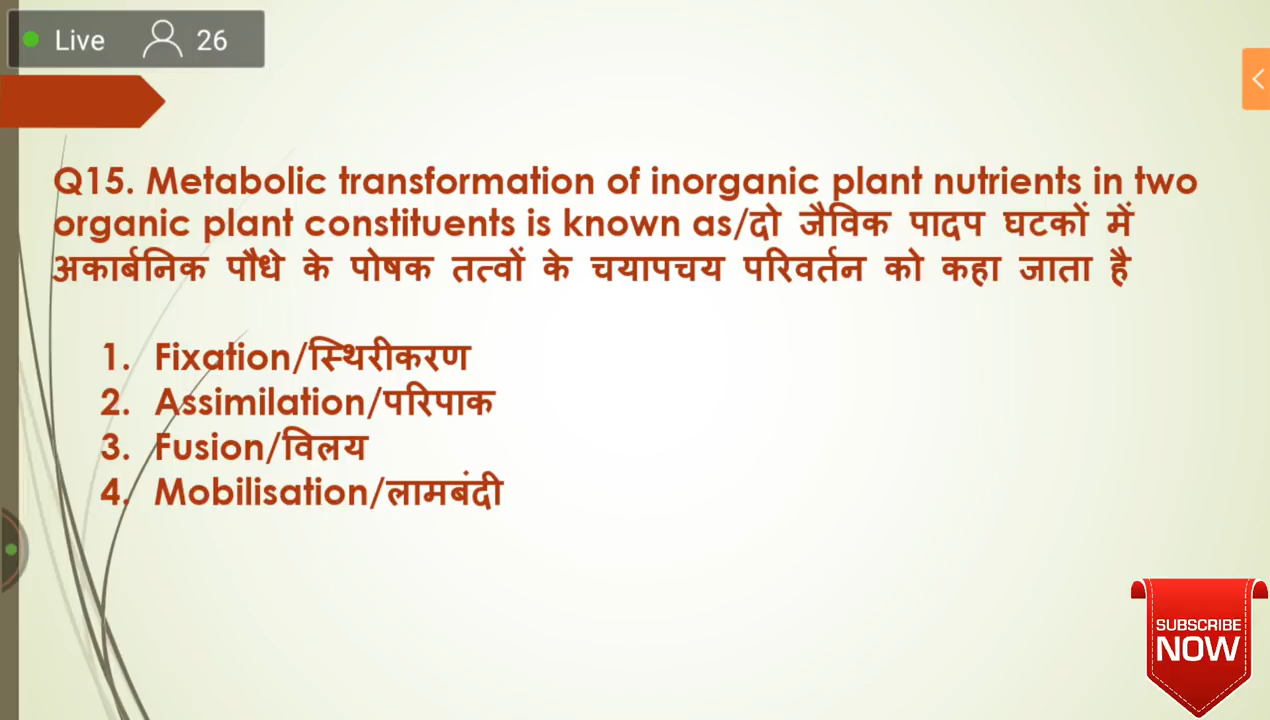 Live 26
Q15. Metabolic transformation of inorganic plant nutrients in two
organic plant constituents is known as/दो जैविक पादप घटकों में
अकार्बनिक पौधे के पोषक तत्वों के चयापचय परिवर्तन को कहा जाता है
1. Fixation/स्थिरीकरण
2. Assimilation/परिपाक
3. Fusion/विलय
4. Mobilisation/लामबंदी
SUBSCRIBE
NOW